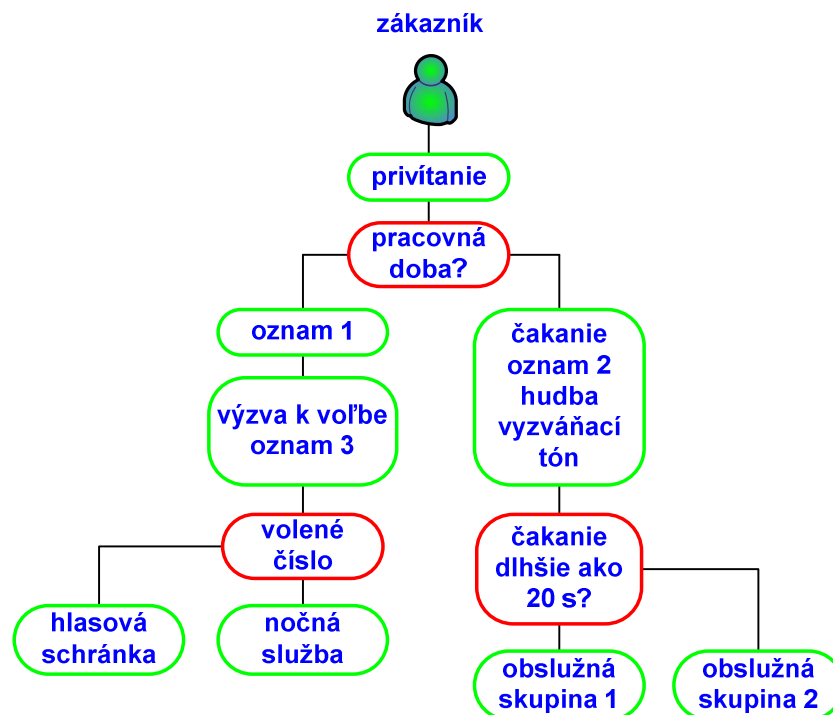 zákazník
privítanie
pracovná
doba?
oznam 1
výzva k voľbe
oznam 3
volené
číslo
hlasová
schránka
nočná
služba
čakanie
oznam 2
hudba
vyzváňací
tón
čakanie
dlhšie ako
20 s?
obslužná
skupina 1
obslužná
skupina 2